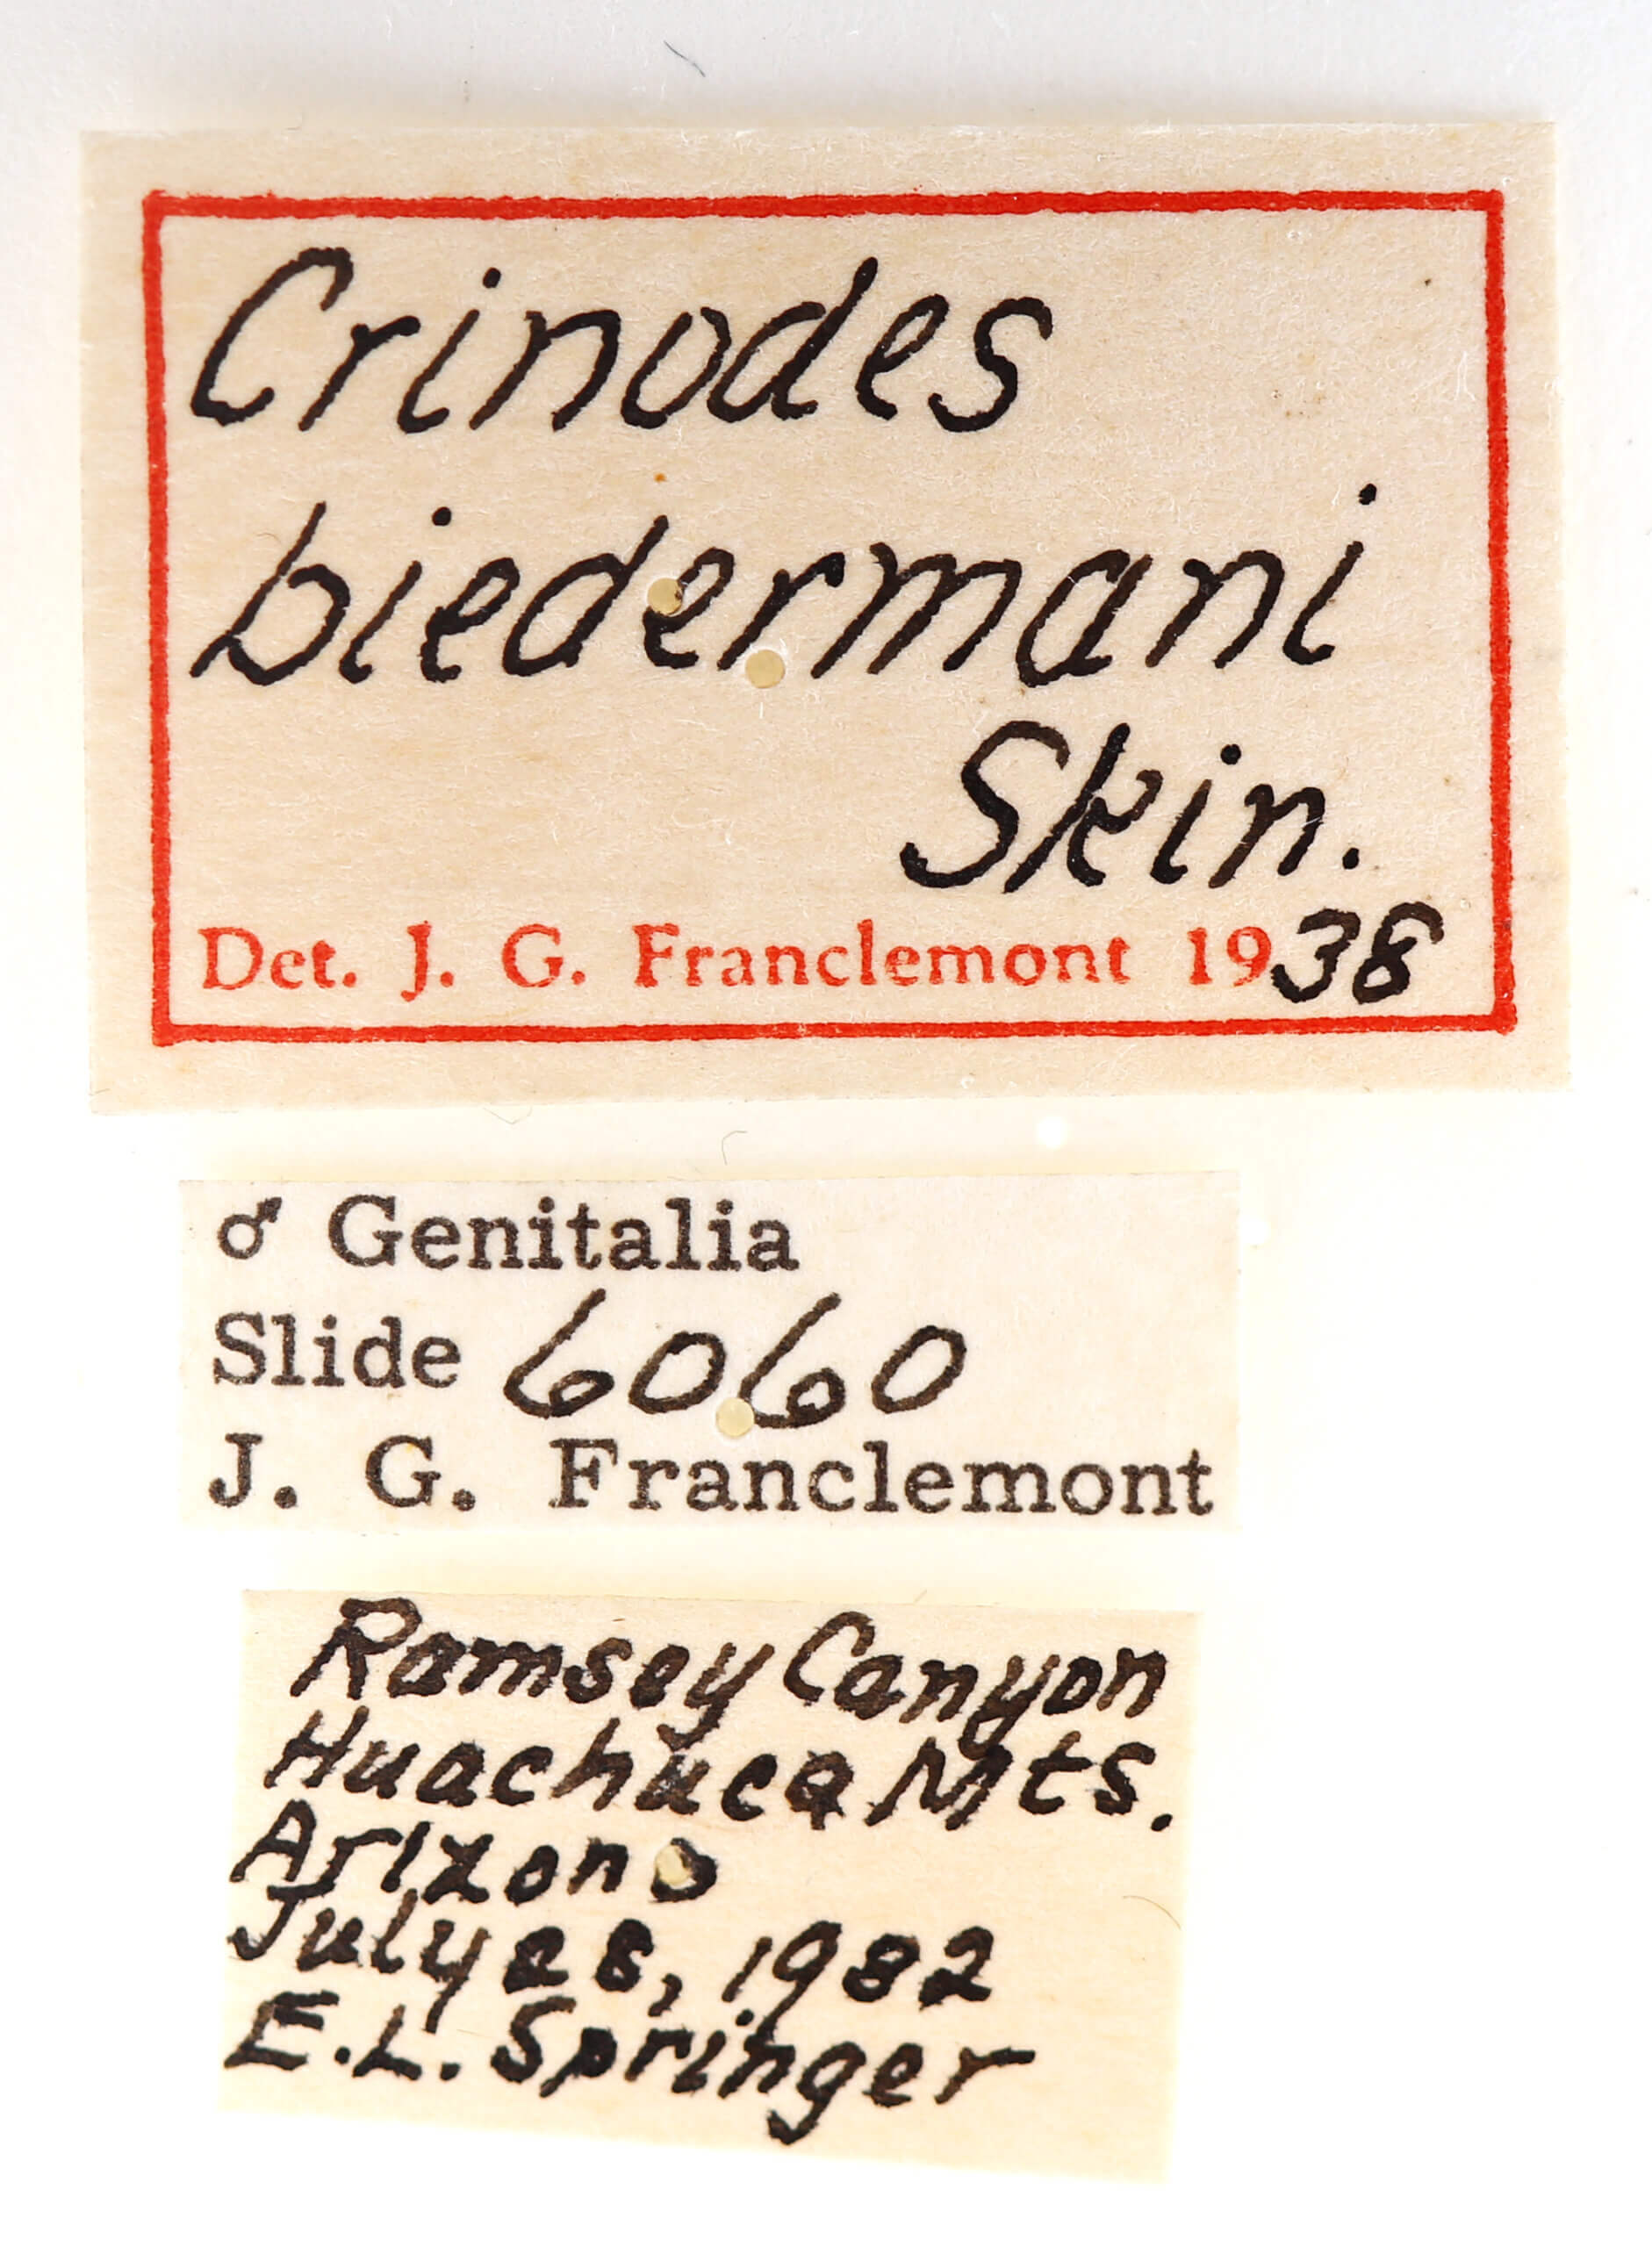 Crinodes
biedermani
Skin.
Det. J. G. Franclemont 1938
♂ Genitalia
Slide 6060
J. G. Franclemont
Ramsey Canyon
Huachuca Mts.
Arizona
July 28, 1932
E.L. Springer